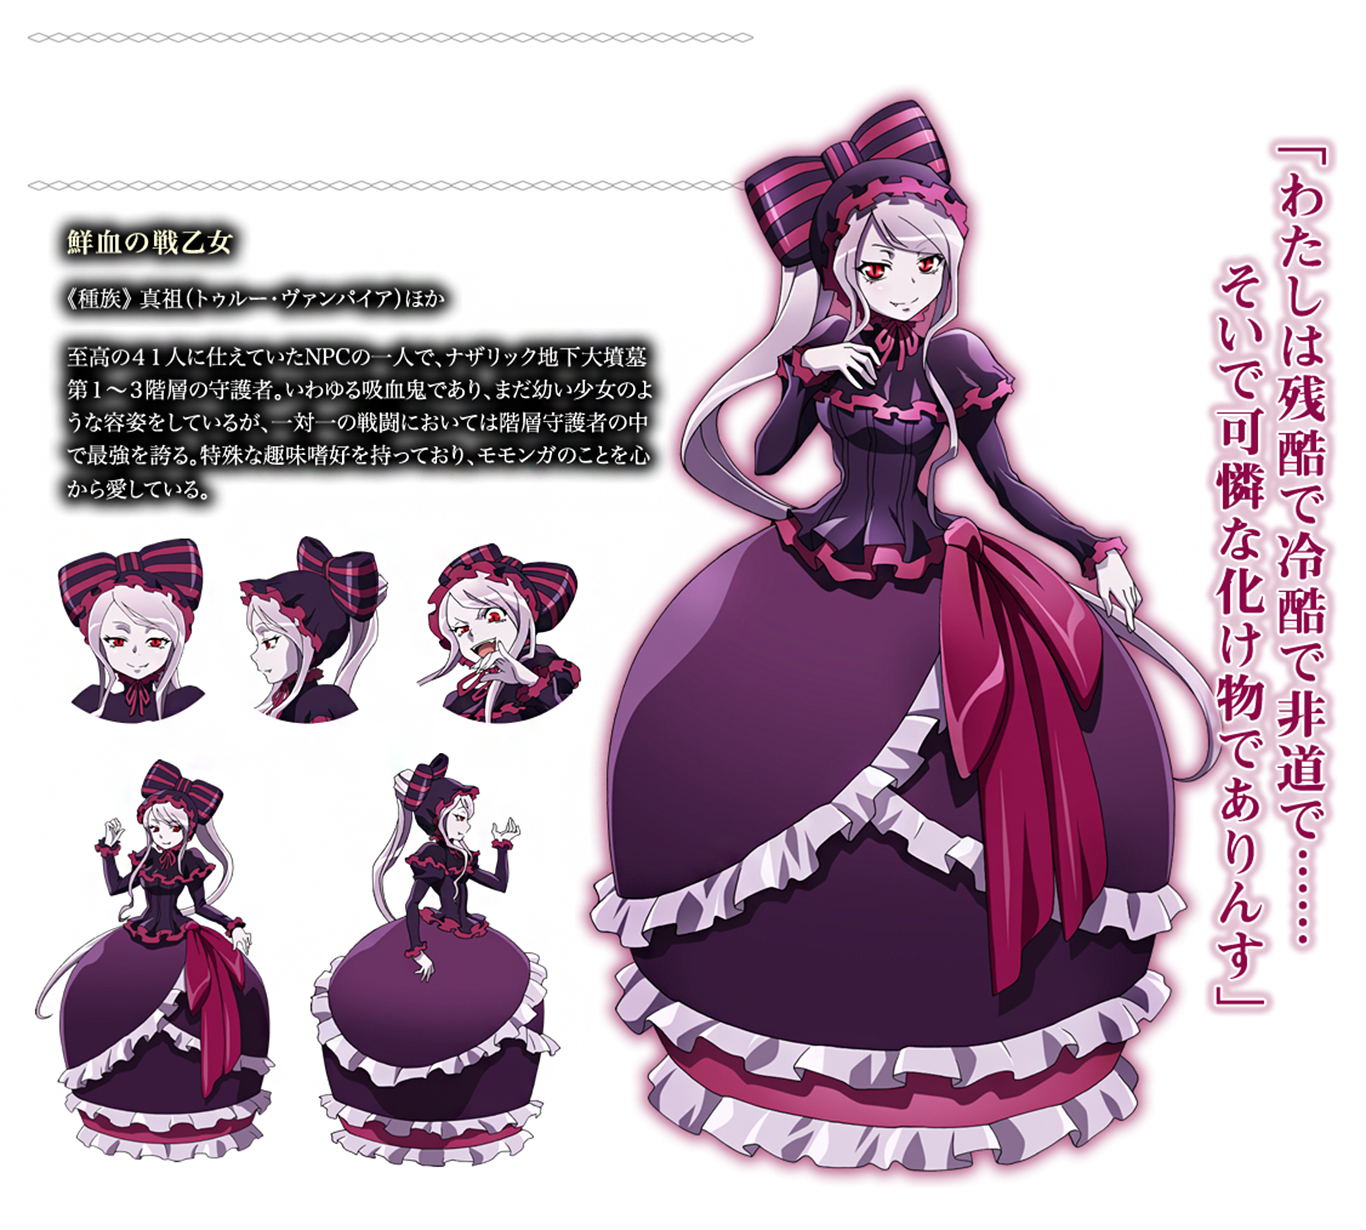 鮮血の戦乙女
《種族》真祖(トゥルー・ヴァンパイア)ほか
至高の41人に仕えていたNPCの一人で、ナザリック地下大墳墓
第1～3階層の守護者。いわゆる吸血鬼であり、まだ幼い少女のよ
うな容姿をしているが、一対一の戦闘においては階層守護者の中
で最強を誇る。特殊な趣味嗜好を持っており、モモンガのことを心
から愛している。
「わたしは残酷で冷酷で非道で……
そいで可憐な化け物でありんす」